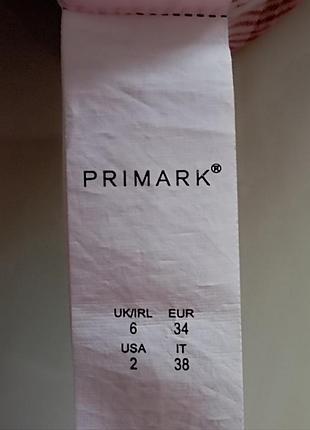 PRIMARK®
UK/IRL EUR
6 34
USA IT
2 38